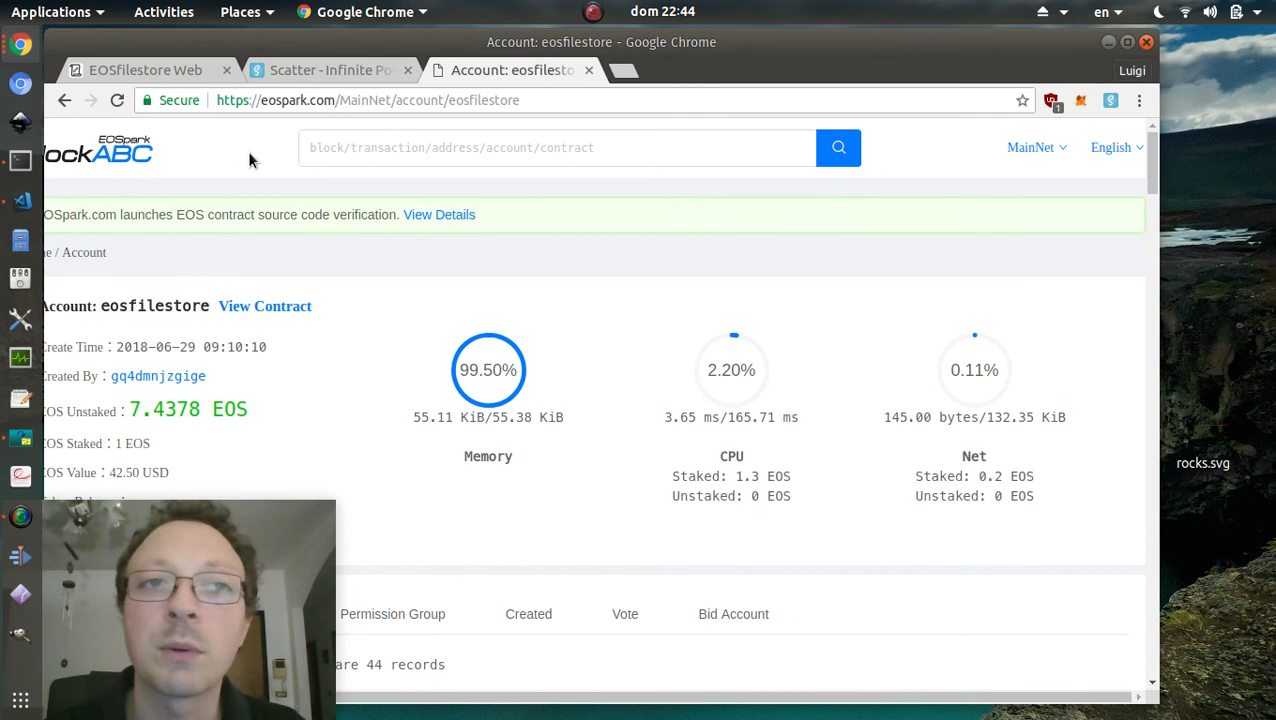 Applications Activities Places Google Chrome dom 22:44 en
Account: eosfilestore - Google Chrome
EOSfilestore Web Scatter - Infinite Po Account: eosfilesto Luigi
Secure https://eospark.com/MainNet/account/eosfilestore 1
EOSpark
lockABC block/transaction/address/account/contract MainNet English
OSpark.com launches EOS contract source code verification. View Details
e / Account
Account: eosfilestore View Contract
Create Time : 2018-06-29 09:10:10
Created By : gq4dmnjzgige
EOS Unstaked : 7.4378 EOS
EOS Staked : 1 EOS
EOS Value : 42.50 USD
99.50%
55.11 KiB/55.38 KiB
Memory
2.20%
3.65 ms/165.71 ms
CPU
Staked: 1.3 EOS
Unstaked: 0 EOS
0.11%
145.00 bytes/132.35 KiB
Net
Staked: 0.2 EOS
Unstaked: 0 EOS
Permission Group Created Vote Bid Account
are 44 records
rocks.svg